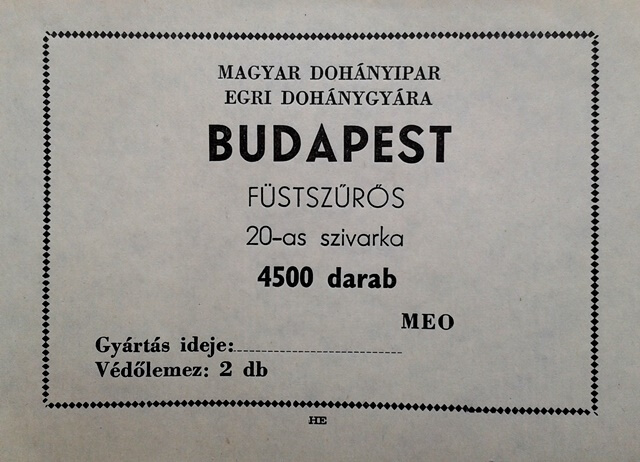 MAGYAR DOHÁNYIPAR
EGRI DOHÁNYGYÁRA
BUDAPEST
FÜSTSZŰRŐS
20-as szivarka
4500 darab
MEO
Gyártás ideje:
Védőlemez: 2 db
HE